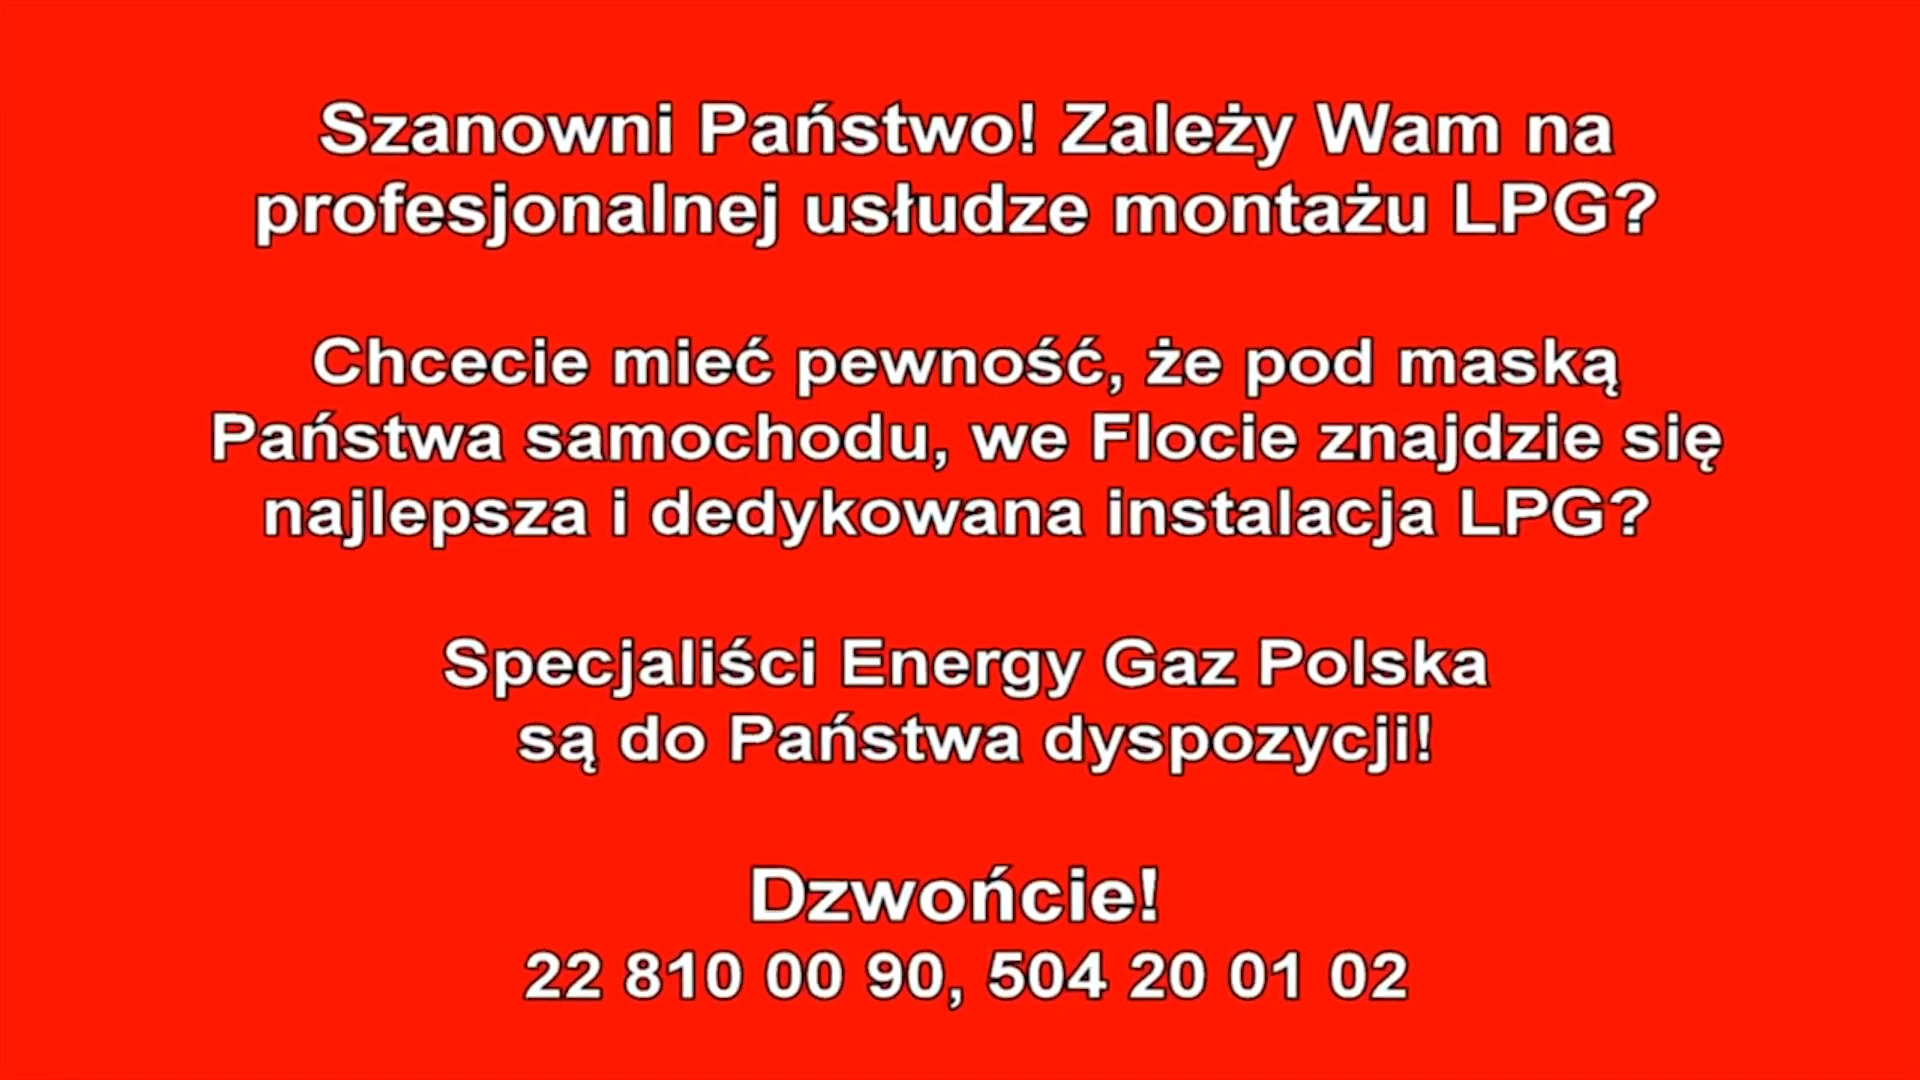 Szanowni Państwo! Zależy Wam na
profesjonalnej usłudze montażu LPG?
Chcecie mieć pewność, że pod maską
Państwa samochodu, we Flocie znajdzie się
najlepsza i dedykowana instalacja LPG?
Specjaliści Energy Gaz Polska
są do Państwa dyspozycji!
Dzwońcie!
22 810 00 90, 504 20 01 02